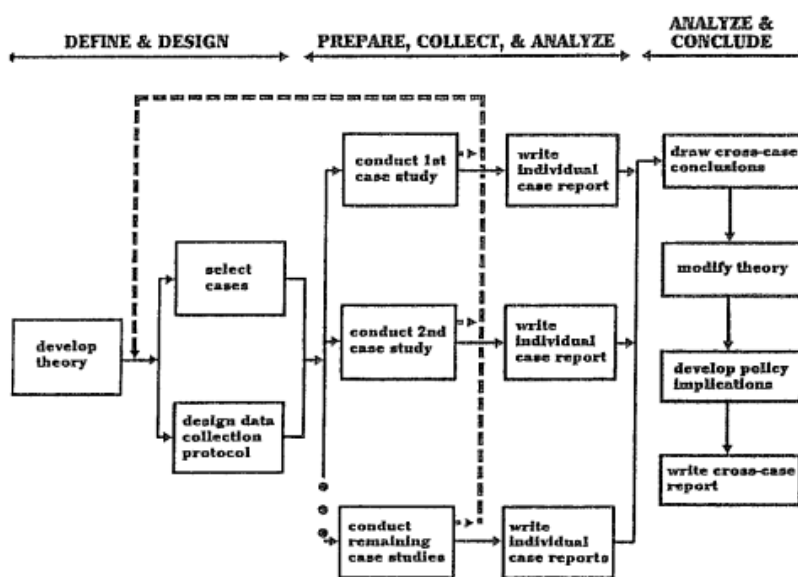 DEFINE & DESIGN
PREPARE, COLLECT, & ANALYZE
ANALYZE &
CONCLUDE
develop
theory
select
cases
design data
collection
protocol
conduct 1st
case study
write
individual
case report
conduct 2nd
case study
write
individual
case report
conduct
remaining
case studies
write
individual
case reports
draw cross-case
conclusions
modify theory
develop policy
implications
write cross-case
report